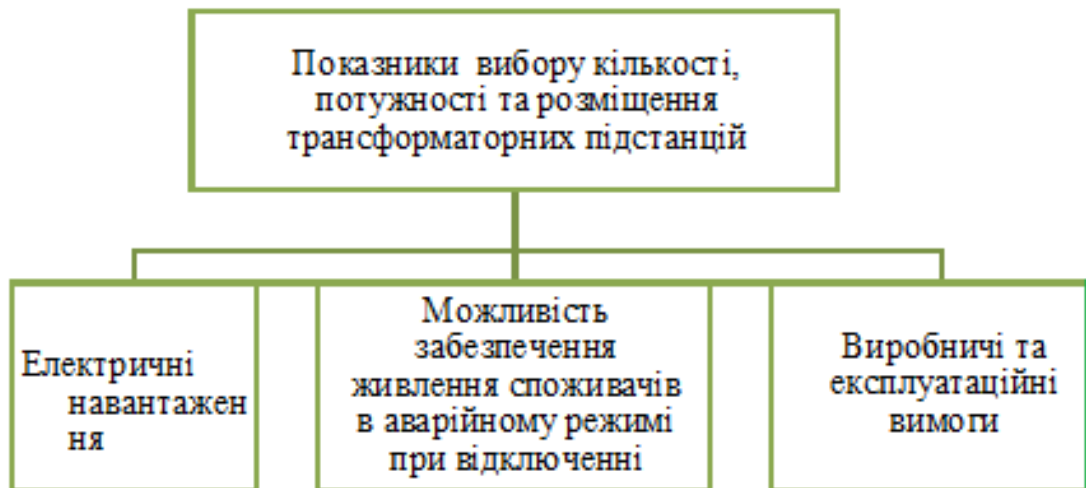 Показники вибору кількості,
потужності та розміщення
трансформаторних підстанцій
Електричні
навантажен
ня
Можливість
забезпечення
живлення споживачів
в аварійному режимі
при відключенні
Виробничі та
експлуатаційні
вимоги